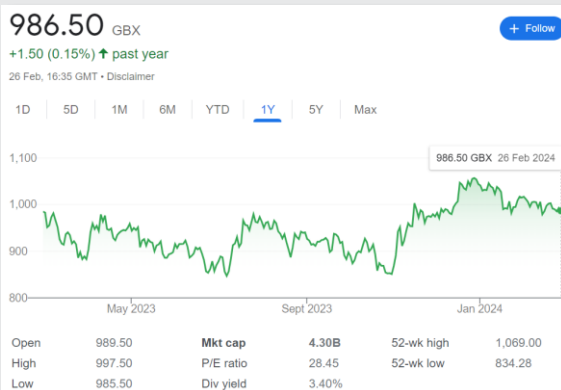 986.50 GBX
+ Follow
+1.50 (0.15%) ↑ past year
26 Feb, 16:35 GMT • Disclaimer
1D 5D 1M 6M YTD 1Y 5Y Max
986.50 GBX 26 Feb 2024
1,100
1,000
900
800
May 2023 Sept 2023 Jan 2024
Open 989.50 Mkt cap 4.30B 52-wk high 1,069.00
High 997.50 P/E ratio 28.45 52-wk low 834.28
Low 985.50 Div yield 3.40%